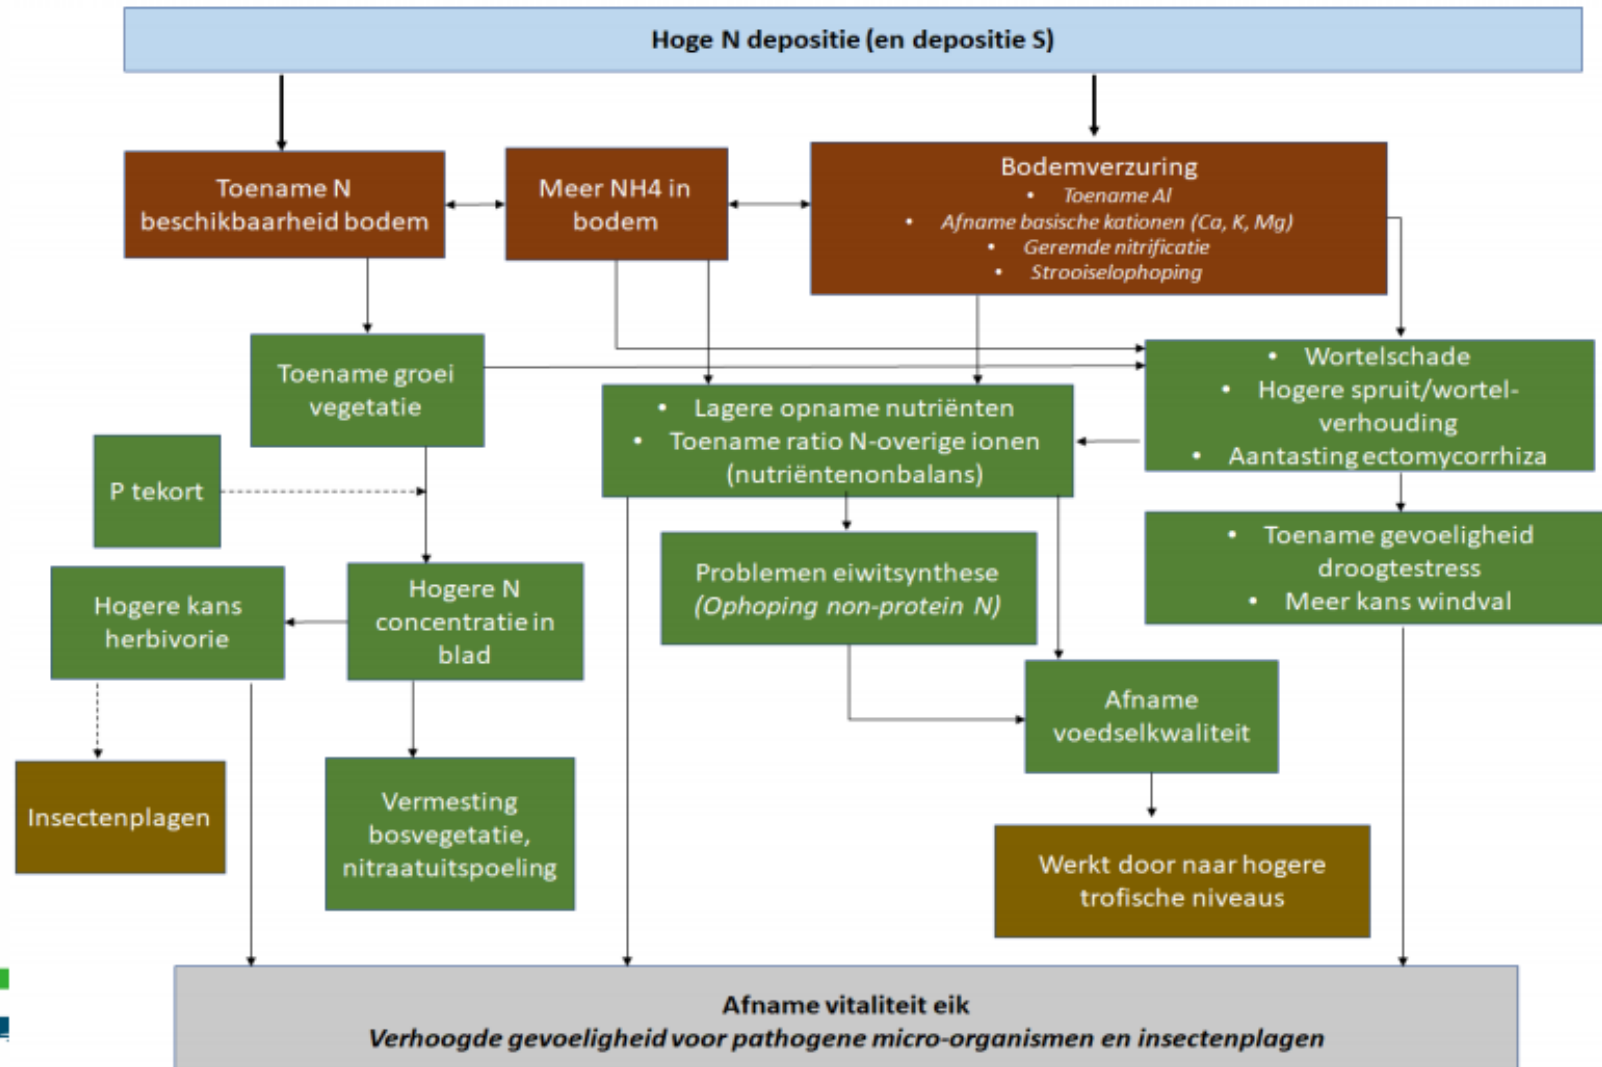 Hoge N depositie (en depositie S)
Toename N
beschikbaarheid bodem
Meer NH4 in
bodem
Bodemverzuring
• Toename Al
• Afname basische kationen (Ca, K, Mg)
• Geremde nitrificatie
• Strooiselophoping
Toename groei
vegetatie
• Lagere opname nutriënten
• Toename ratio N-overige ionen
(nutriëntenonbalans)
• Wortelschade
• Hogere spruit/wortel-
verhouding
• Aantasting ectomycorrhiza
P tekort
Hogere kans
herbivorie
Hogere N
concentratie in
blad
Problemen eiwitsynthese
(Ophoping non-protein N)
• Toename gevoeligheid
droogtestress
• Meer kans windval
Afname
voedselkwaliteit
Insectenplagen
Vermesting
bosvegetatie,
nitraatuitspoeling
Werkt door naar hogere
trofische niveaus
Afname vitaliteit eik
Verhoogde gevoeligheid voor pathogene micro-organismen en insectenplagen